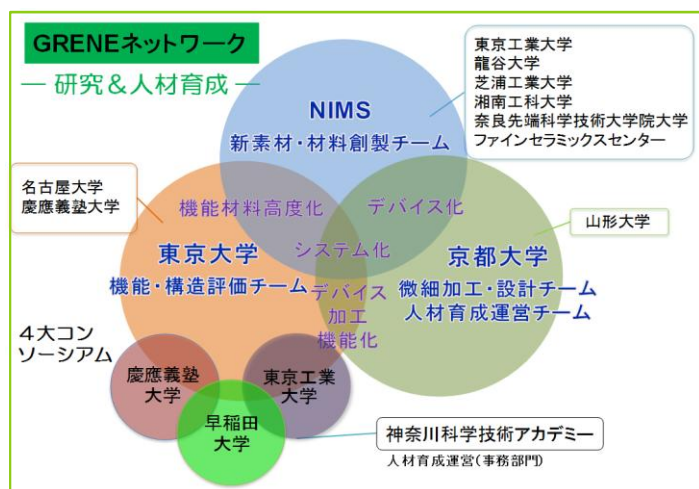 GRENEネットワーク
― 研究＆人材育成 ―
NIMS
新素材・材料創製チーム
東京工業大学
龍谷大学
芝浦工業大学
湘南工科大学
奈良先端科学技術大学院大学
ファインセラミックスセンター
名古屋大学
慶應義塾大学
機能材料高度化
デバイス化
山形大学
システム化
東京大学
機能・構造評価チーム
京都大学
微細加工・設計チーム
人材育成運営チーム
デバイス
加工
機能化
４大コン
ソーシアム
慶應義塾
大学
東京工業
大学
早稲田
大学
神奈川科学技術アカデミー
人材育成運営（事務部門）